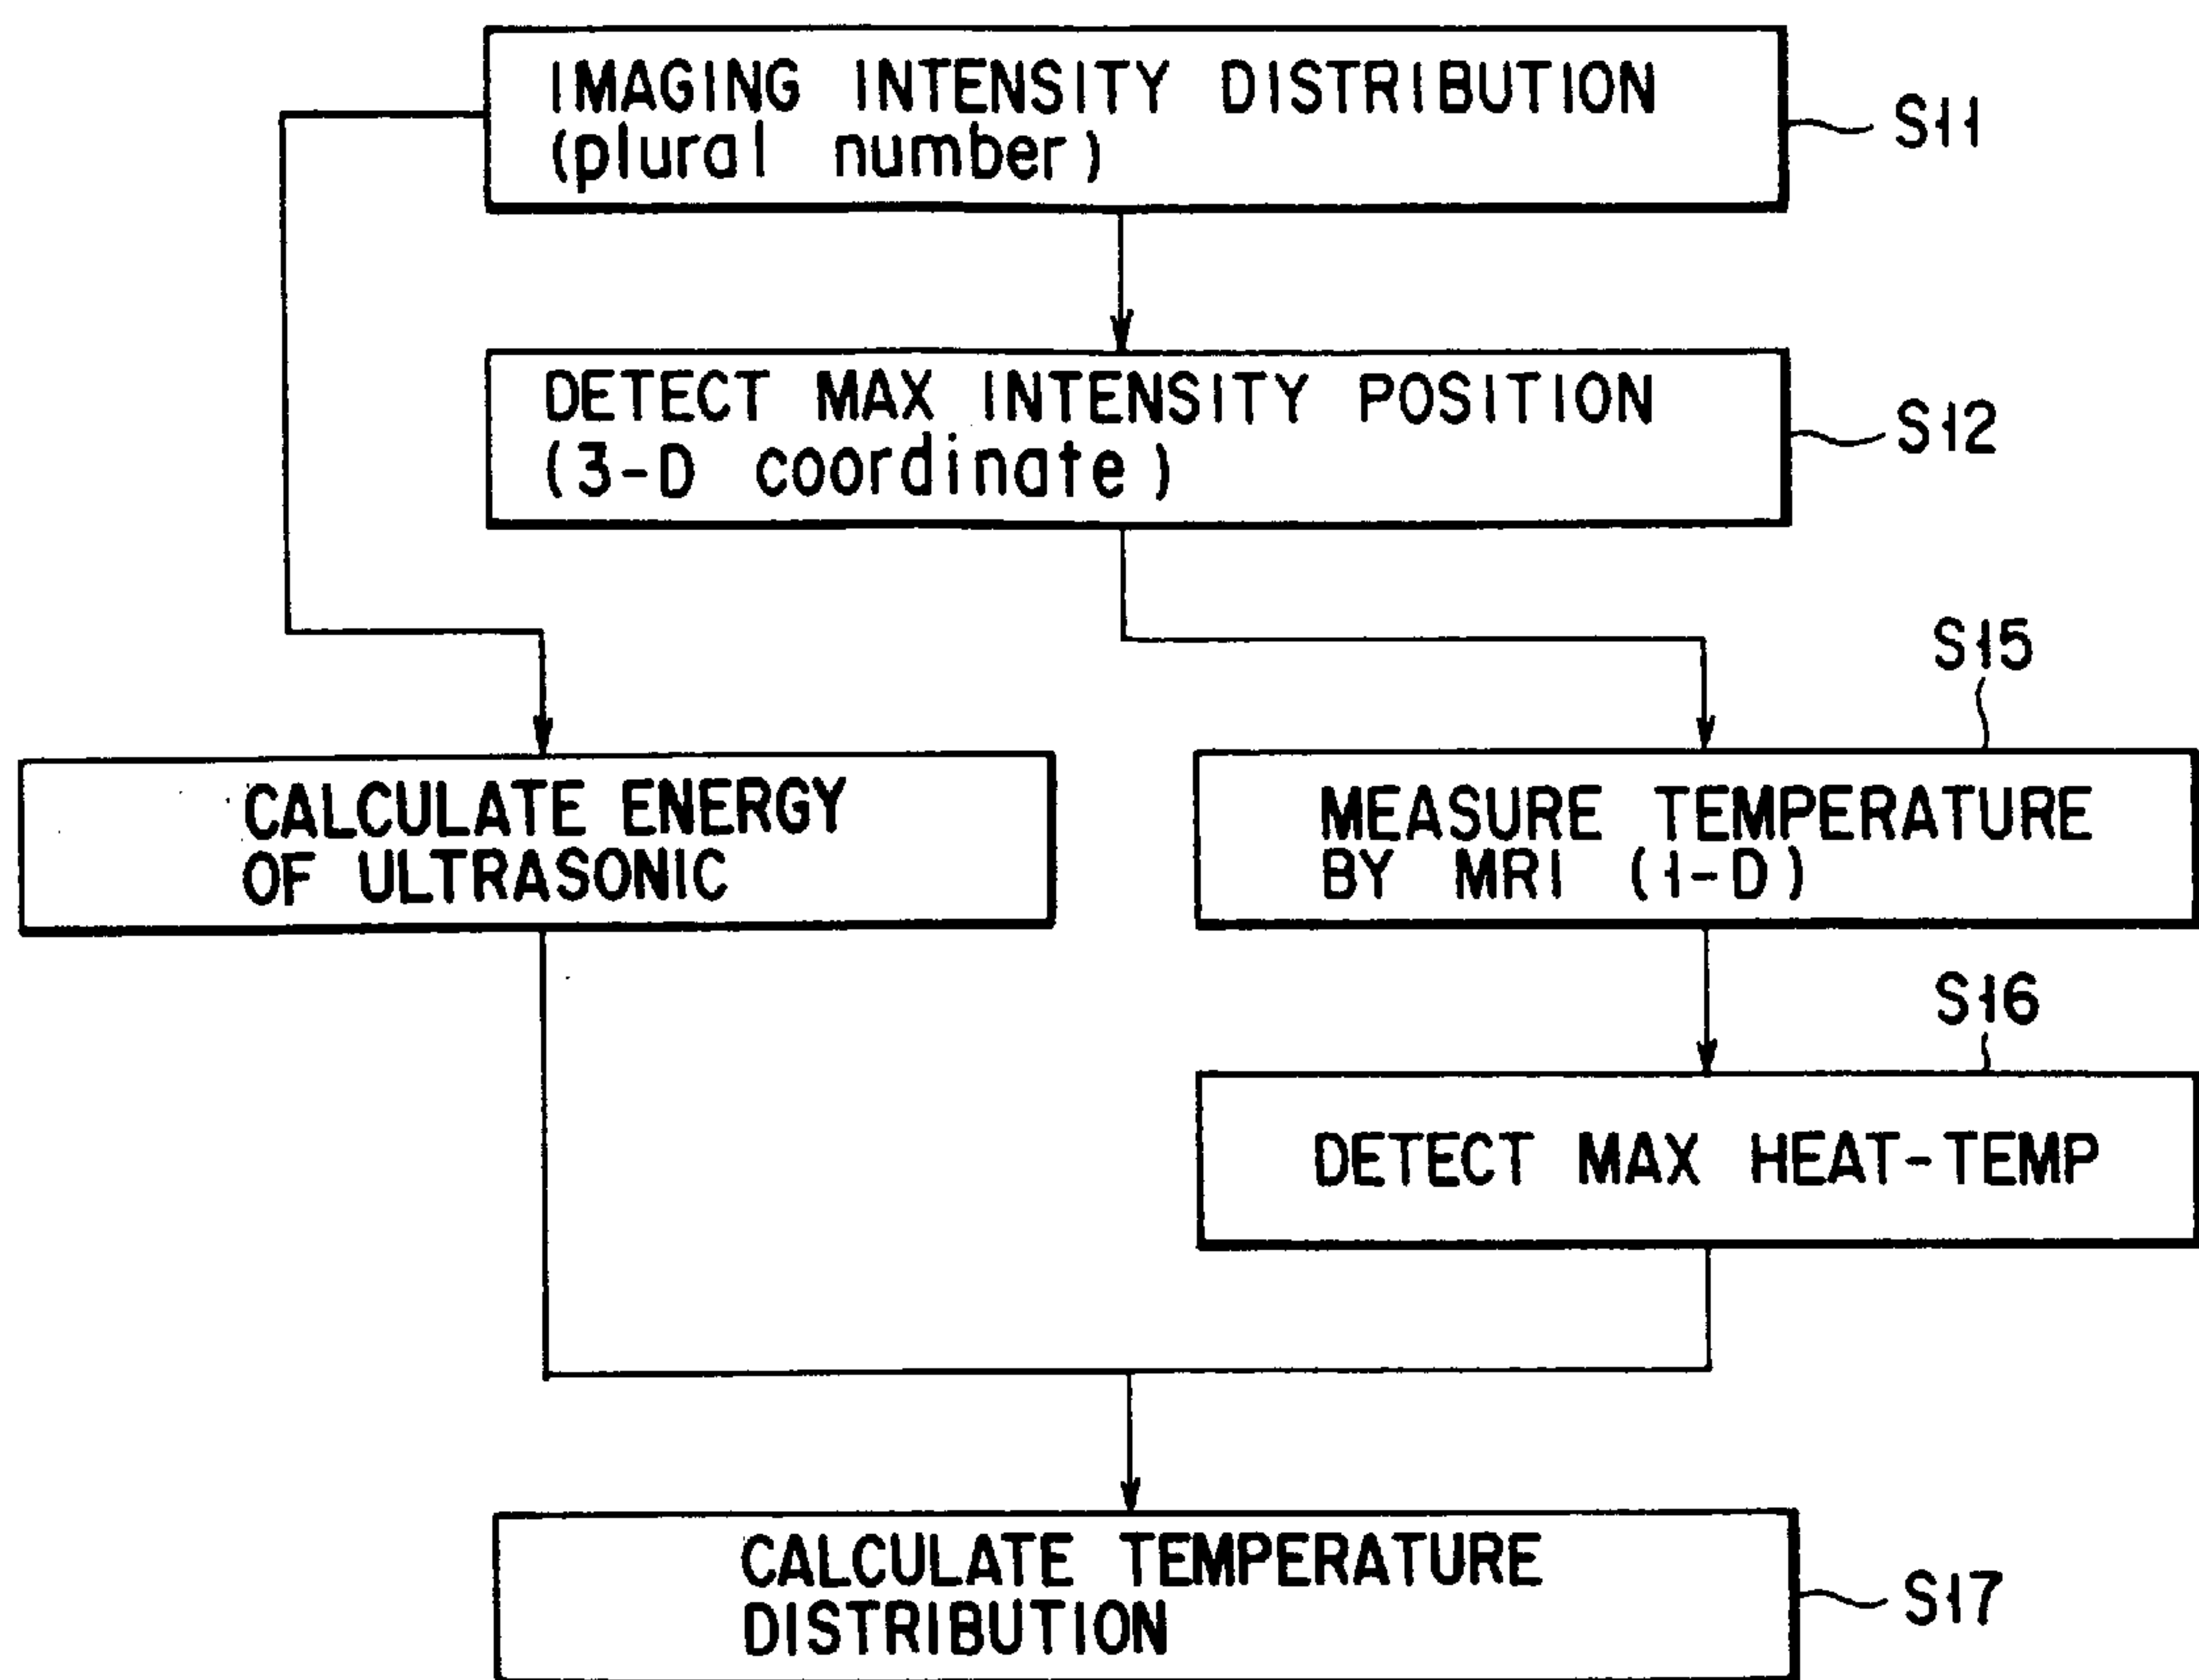 IMAGING INTENSITY DISTRIBUTION
(plural number)
S11
DETECT MAX INTENSITY POSITION
(3-D coordinate)
S12
CALCULATE ENERGY
OF ULTRASONIC
S15
MEASURE TEMPERATURE
BY MRI (1-D)
S16
DETECT MAX HEAT-TEMP
CALCULATE TEMPERATURE
DISTRIBUTION
S17